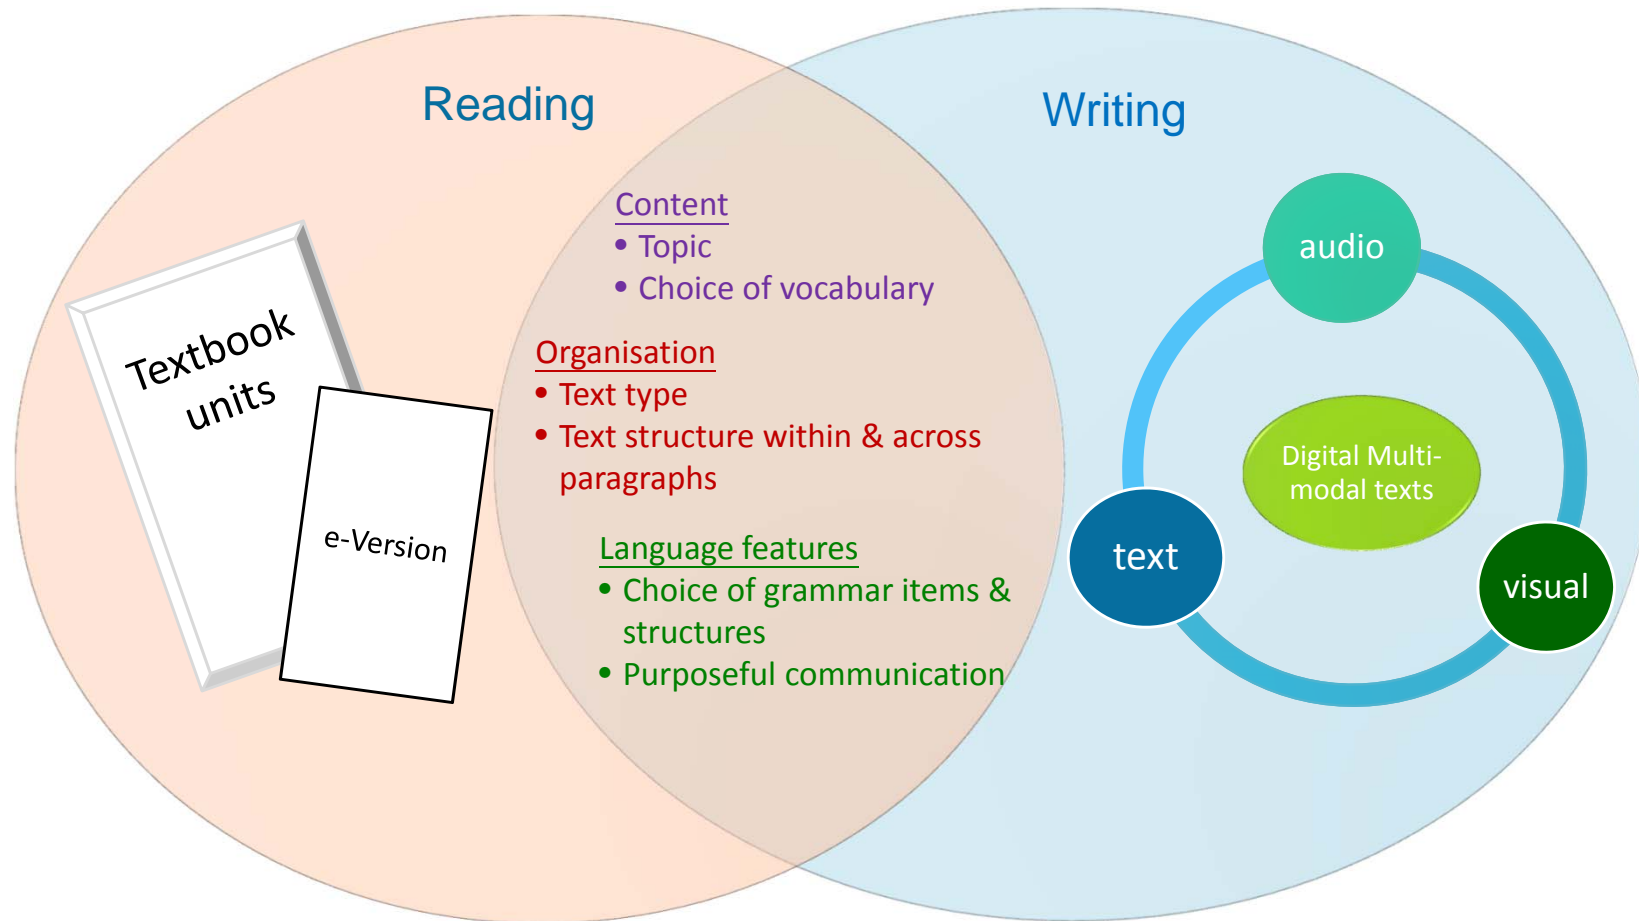 Reading
Writing
Textbook
units
e-Version
Content
• Topic
• Choice of vocabulary
Organisation
• Text type
• Text structure within & across
paragraphs
Language features
• Choice of grammar items &
structures
• Purposeful communication
audio
Digital Multi-
modal texts
text
visual